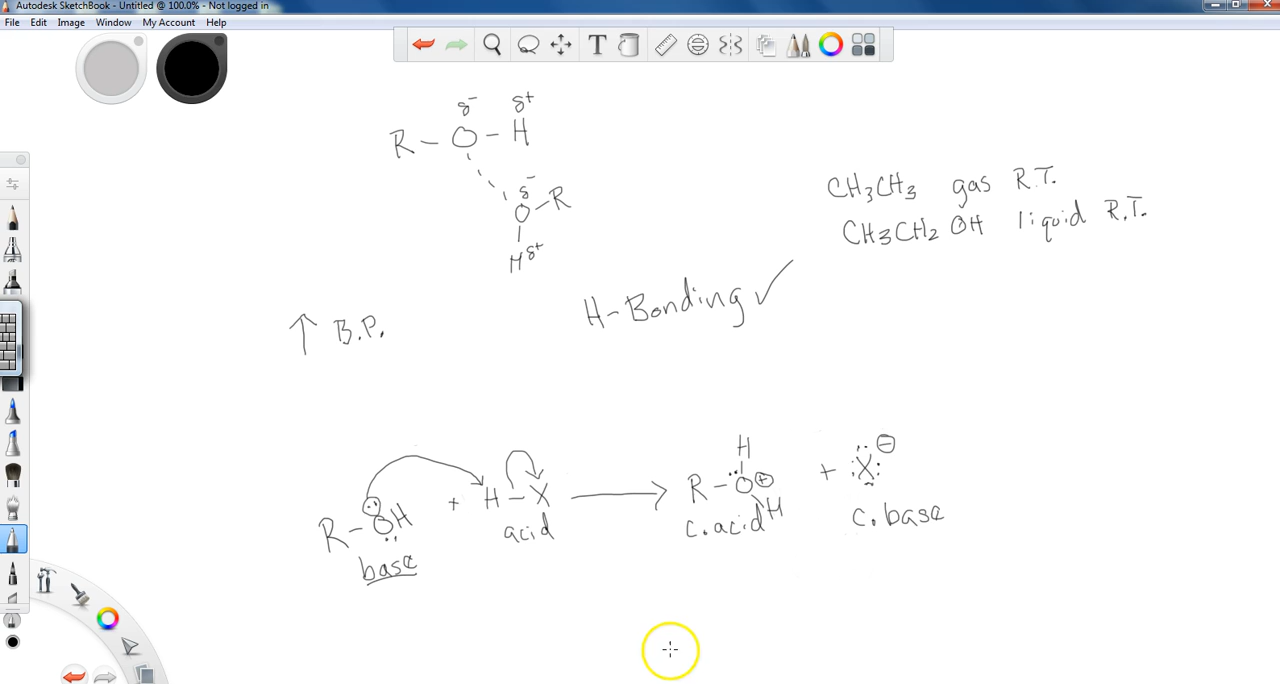 Autodesk SketchBook - Untitled @ 100.0% - Not logged in
File Edit Image Window My Account Help
T
δ- δ+
R - O - H
δ-
O - R
H δ+
CH3CH3 gas R.T.
CH3CH2OH liquid R.T.
H-Bonding ✓
↑ B.P.
H
R - OH + H - X → R - O⊕ + X ⊖
H
base acid c.acid c.base